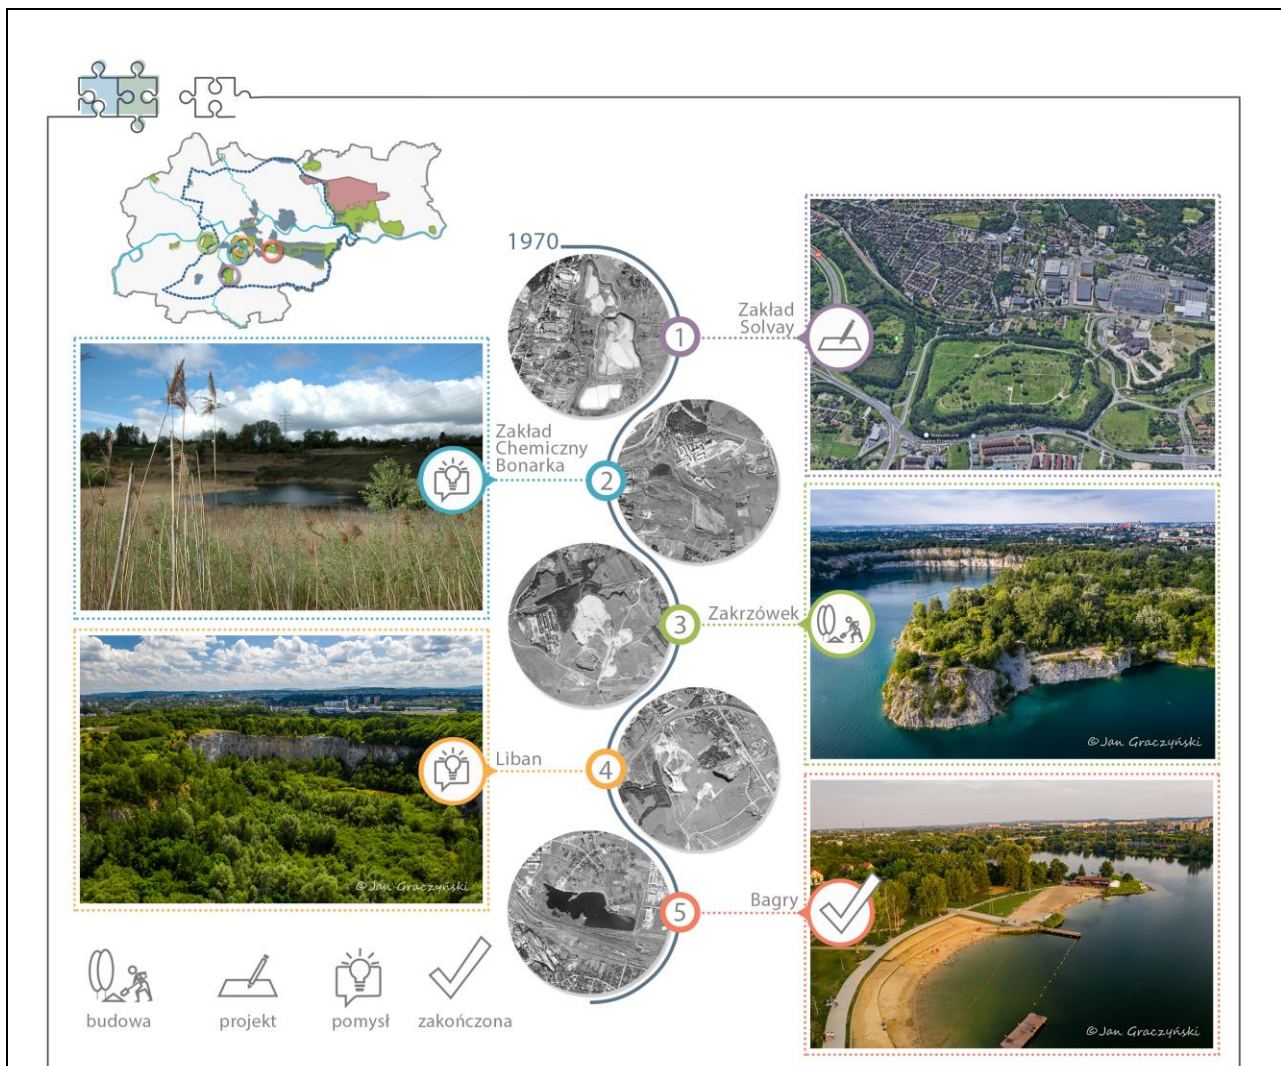 1970
1
Zakład
Solvay
Zakład
Chemiczny
Bonarka
2
3
Zakrzówek
© Jan Graczyński
Liban
4
© Jan Graczyński
5
Bagry
© Jan Graczyński
budowa
projekt
pomysł
zakończona